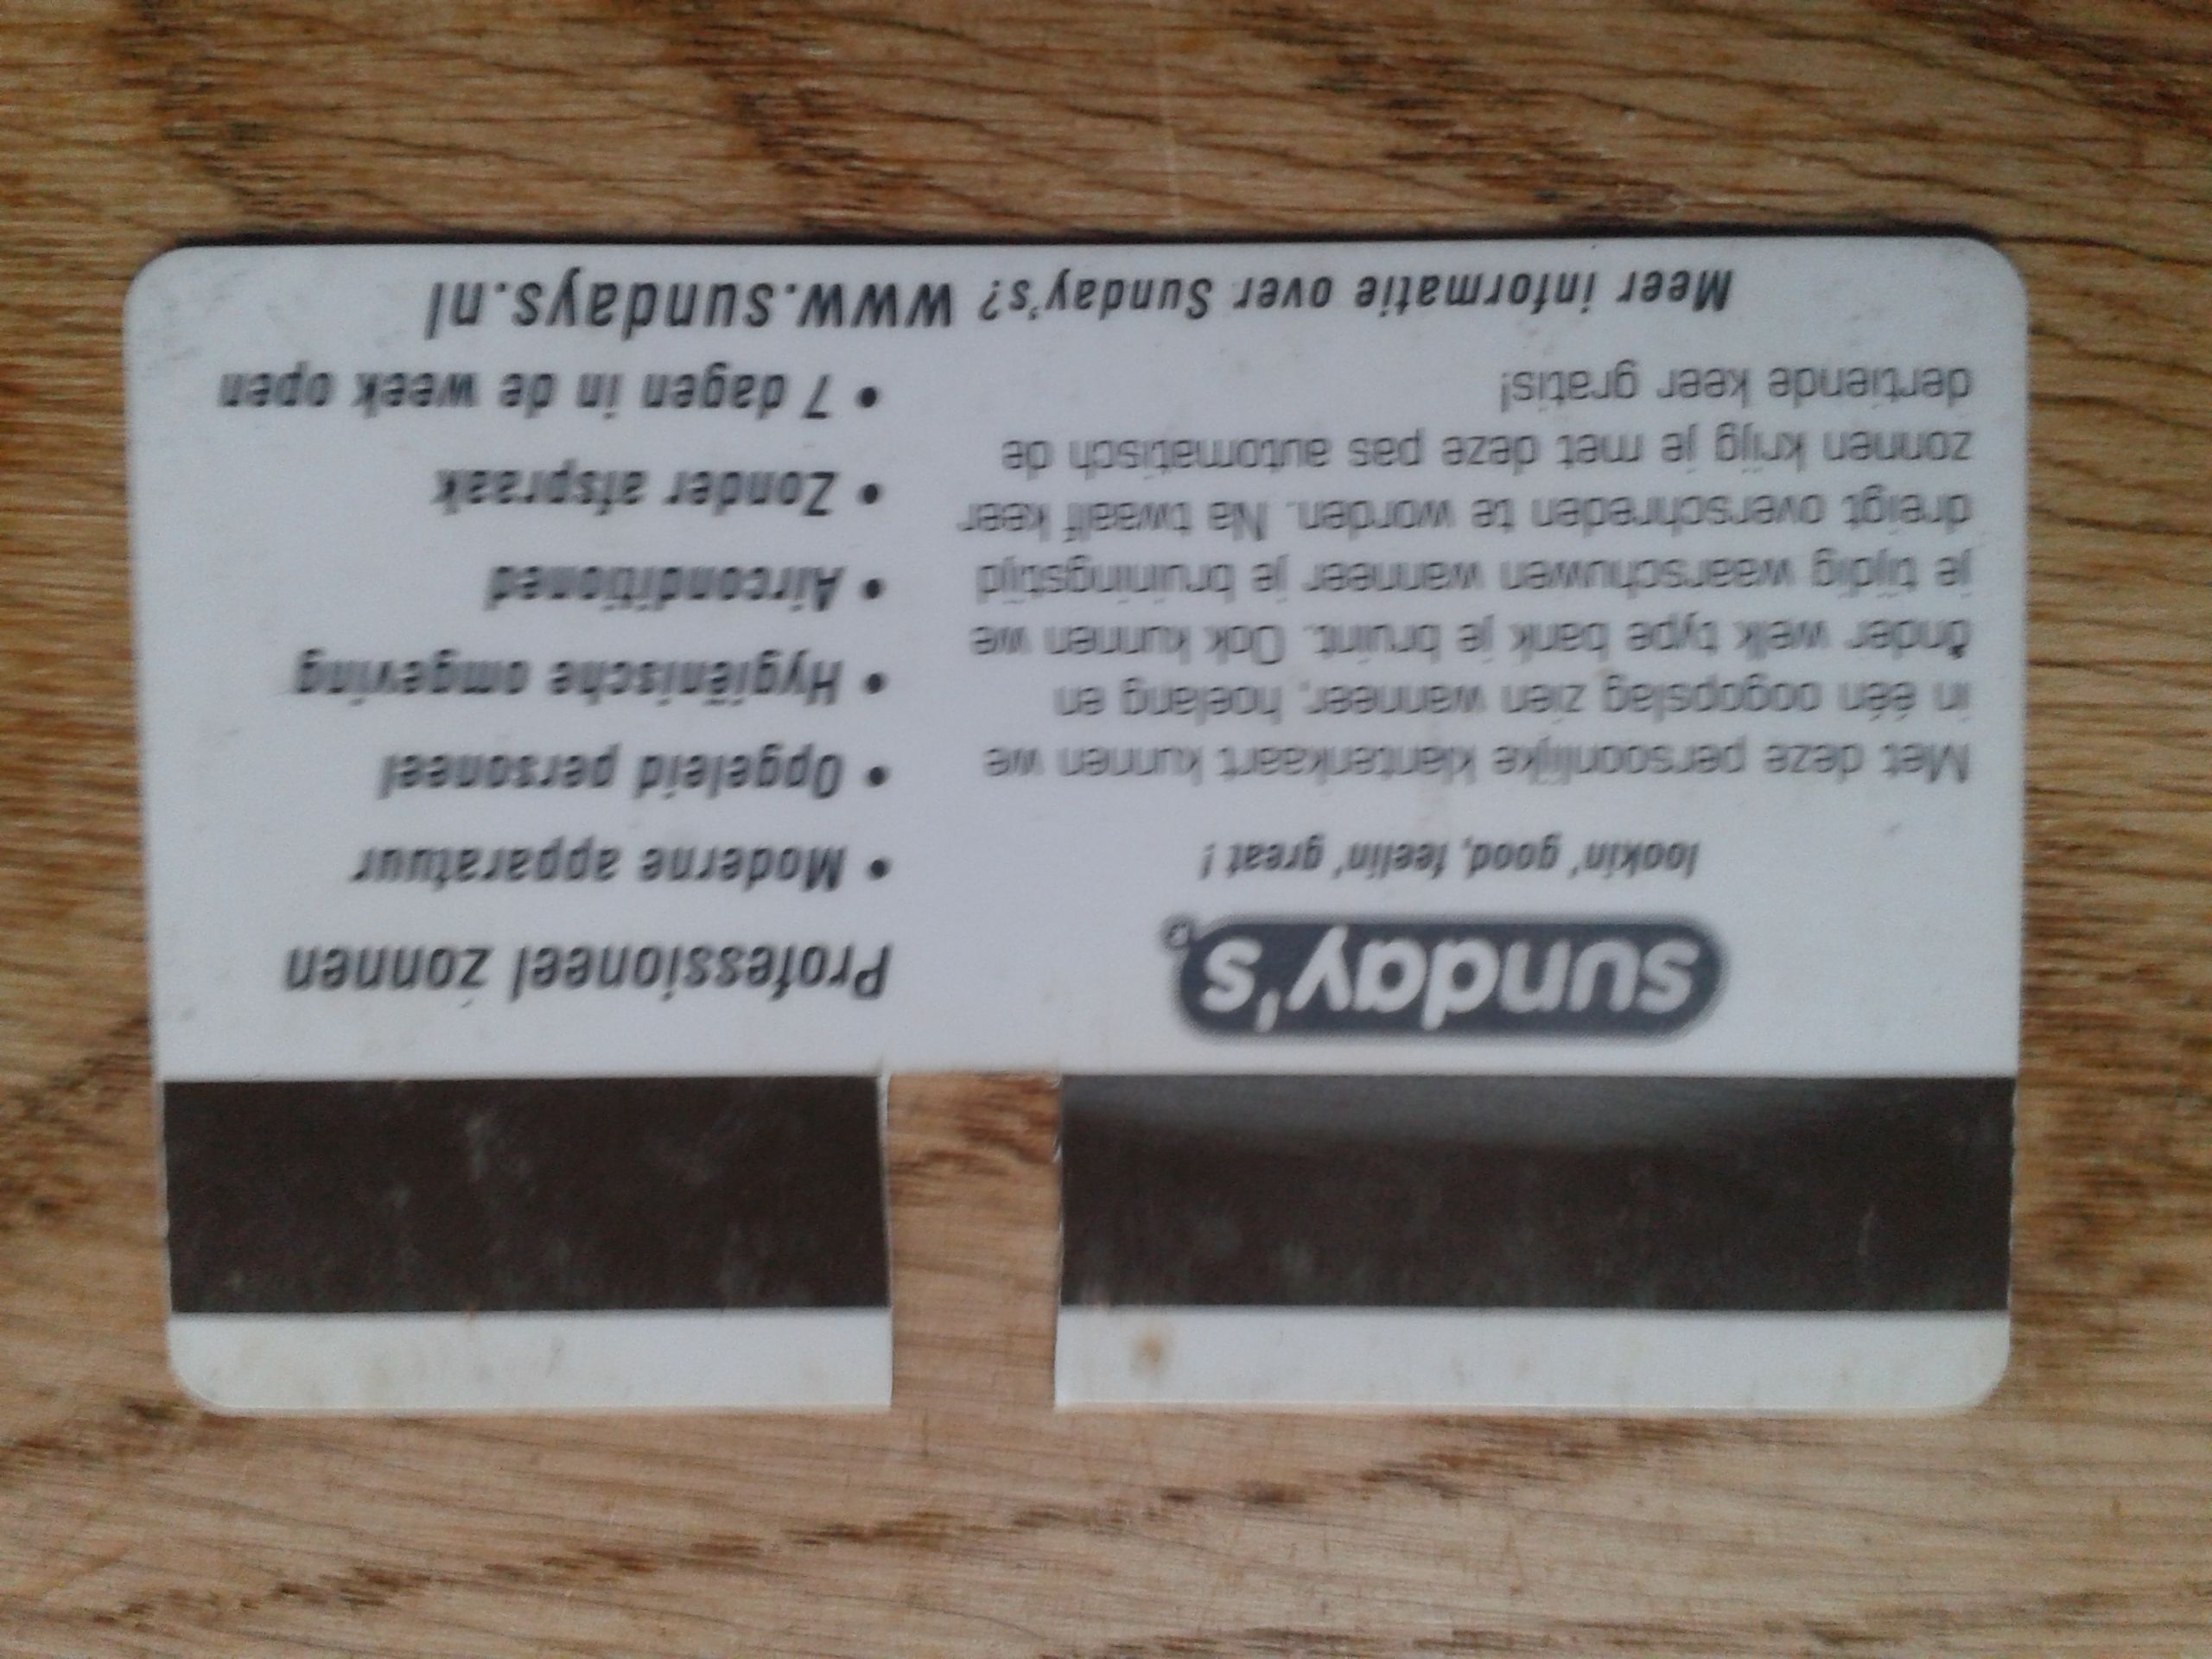 sunday's®
lookin' good, feelin' great !
Met deze persoonlijke klantenkaart kunnen we
in één oogopslag zien wanneer, hoelang en
onder welk type bank je bruint. Ook kunnen we
je tijdig waarschuwen wanneer je bruiningstijd
dreigt overschreden te worden. Na twaalf keer
zonnen krijg je met deze pas automatisch de
dertiende keer gratis!
Professioneel zonnen
• Moderne apparatuur
• Opgeleid personeel
• Hygiënische omgeving
• Airconditioned
• Zonder afspraak
• 7 dagen in de week open
Meer informatie over Sunday's? www.sundays.nl